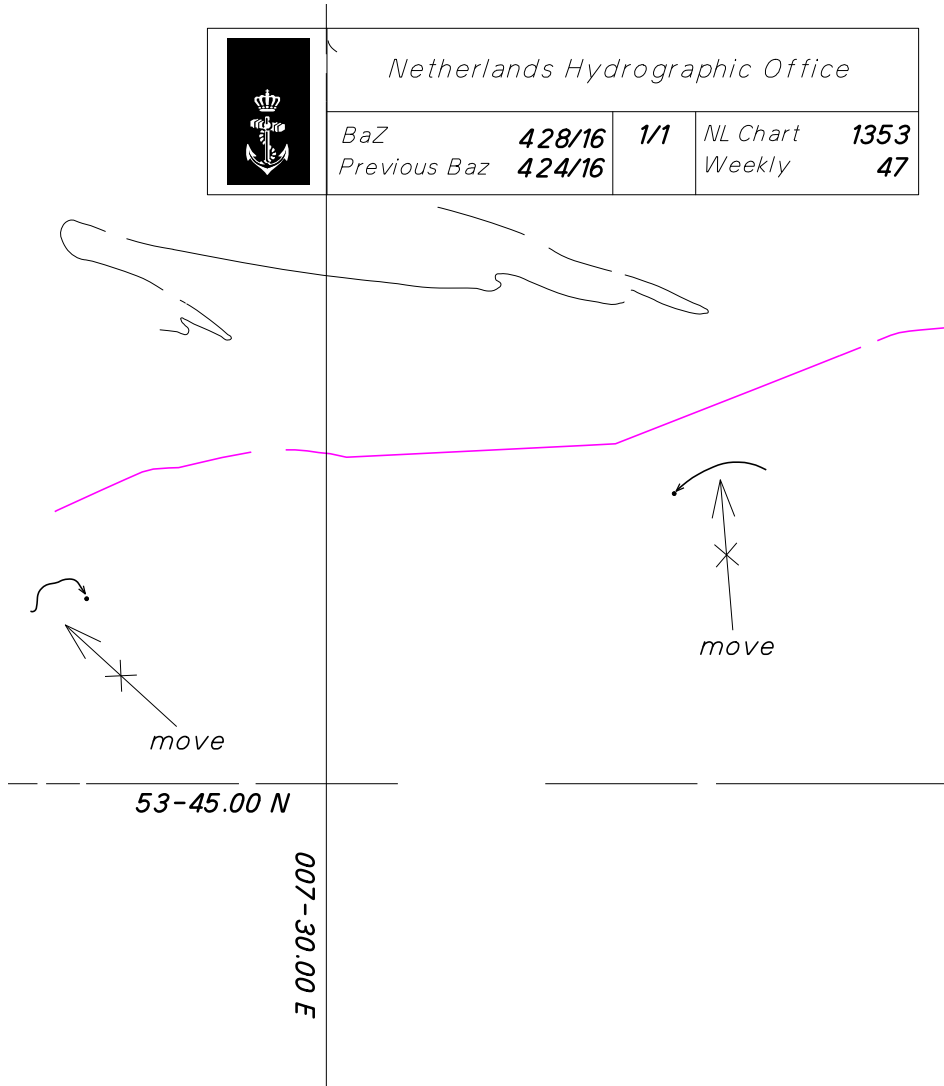 Netherlands Hydrographic Office
BaZ 428/16 1/1 NL Chart 1353
Previous Baz 424/16 Weekly 47
move
move
53-45.00 N
007-30.00 E